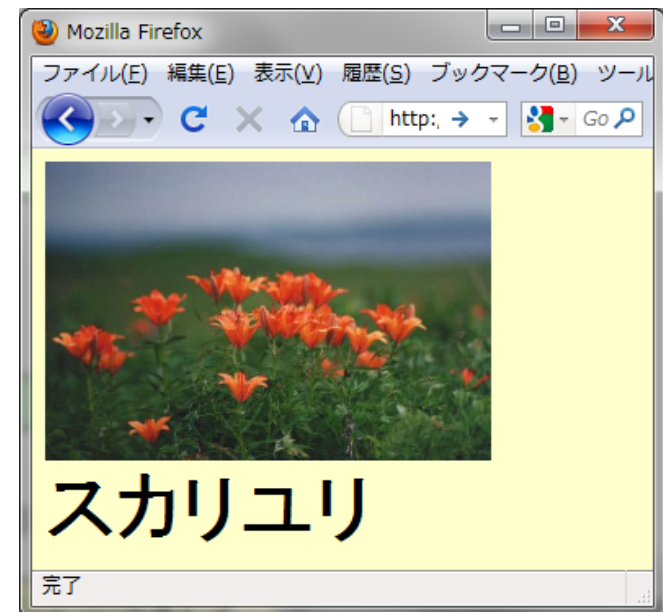 Mozilla Firefox
ファイル(F) 編集(E) 表示(V) 履歴(S) ブックマーク(B) ツール
http:, Go
スカリユリ
完了